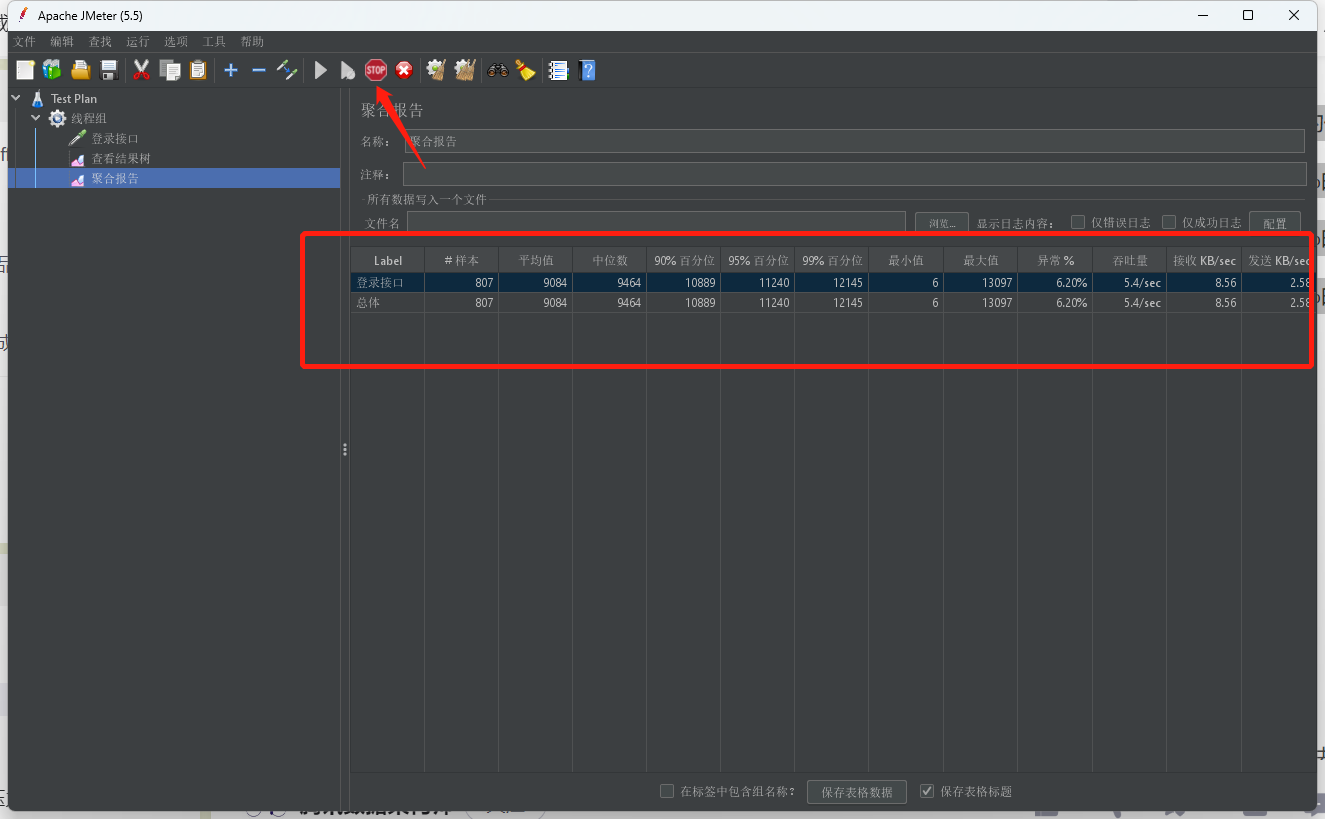 Apache JMeter (5.5)
文件 编辑 查找 运行 选项 工具 帮助
STOP
Test Plan
线程组
登录接口
查看结果树
聚合报告
聚合报告
名称： 聚合报告
注释：
所有数据写入一个文件
文件名 浏览... 显示日志内容： 仅错误日志 仅成功日志 配置
Label # 样本 平均值 中位数 90% 百分位 95% 百分位 99% 百分位 最小值 最大值 异常 % 吞吐量 接收 KB/sec 发送 KB/sec
登录接口 807 9084 9464 10889 11240 12145 6 13097 6.20% 5.4/sec 8.56 2.58
总体 807 9084 9464 10889 11240 12145 6 13097 6.20% 5.4/sec 8.56 2.58
在标签中包含组名称？ 保存表格数据 保存表格标题